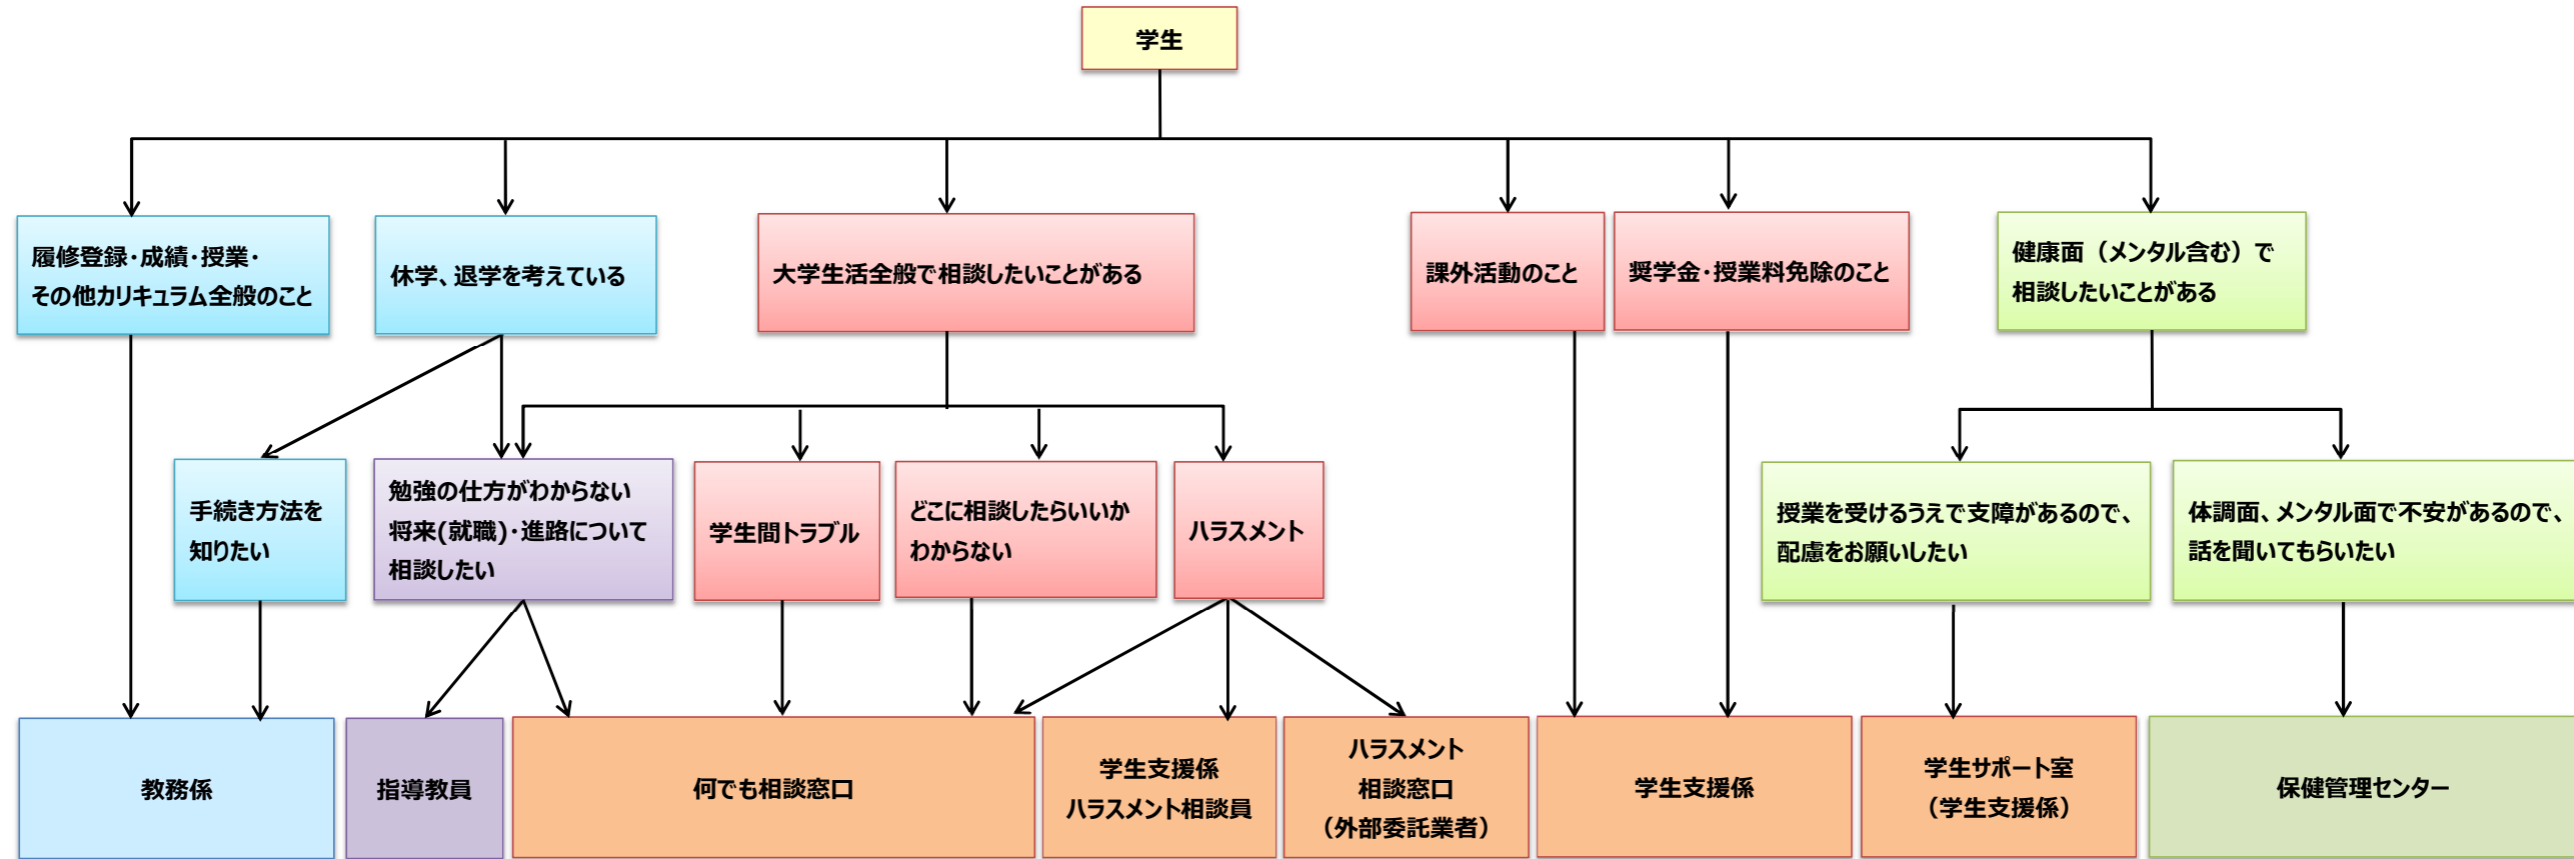 学生
履修登録・成績・授業・
その他カリキュラム全般のこと
休学、退学を考えている
大学生活全般で相談したいことがある
課外活動のこと
奨学金・授業料免除のこと
健康面（メンタル含む）で
相談したいことがある
手続き方法を
知りたい
勉強の仕方がわからない
将来(就職)・進路について
相談したい
学生間トラブル
どこに相談したらいいか
わからない
ハラスメント
授業を受けるうえで支障があるので、
配慮をお願いしたい
体調面、メンタル面で不安があるので、
話を聞いてもらいたい
教務係
指導教員
何でも相談窓口
学生支援係
ハラスメント相談員
ハラスメント
相談窓口
（外部委託業者）
学生支援係
学生サポート室
（学生支援係）
保健管理センター